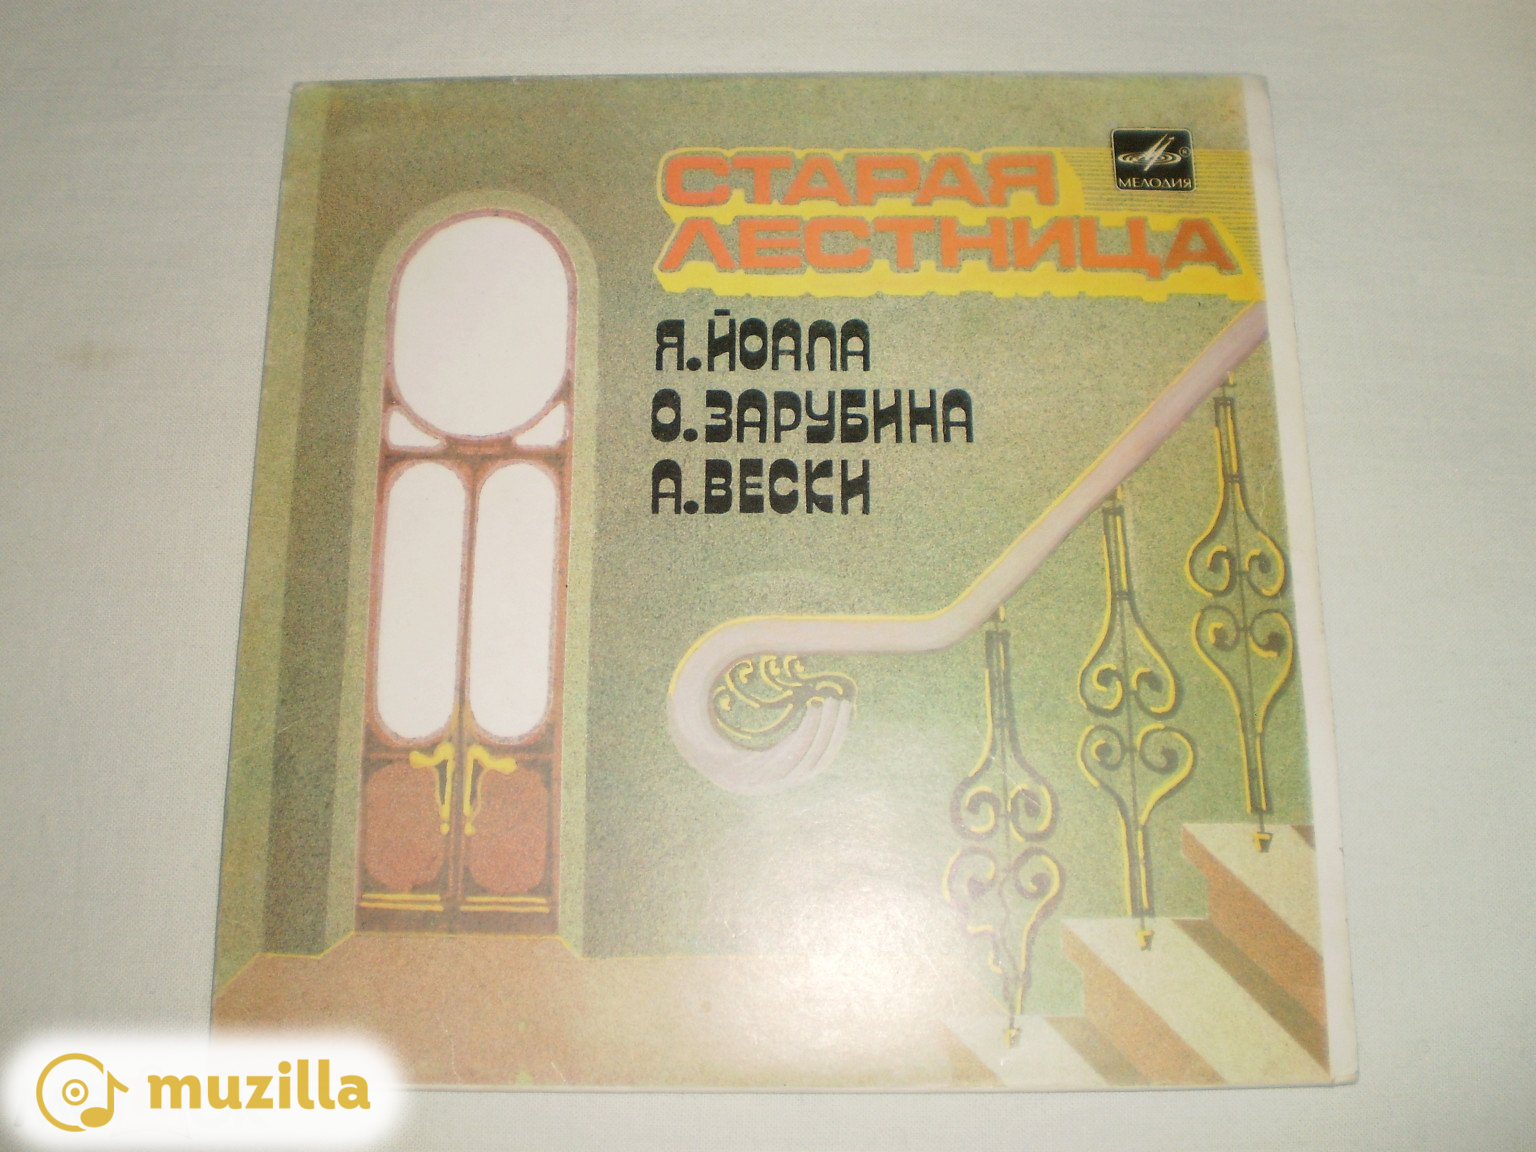 СТАРАЯ
ЛЕСТНИЦА
МЕЛОДИЯ
Я.ЙОАЛА
О.ЗАРУБИНА
А.ВЕСКИ
muzilla